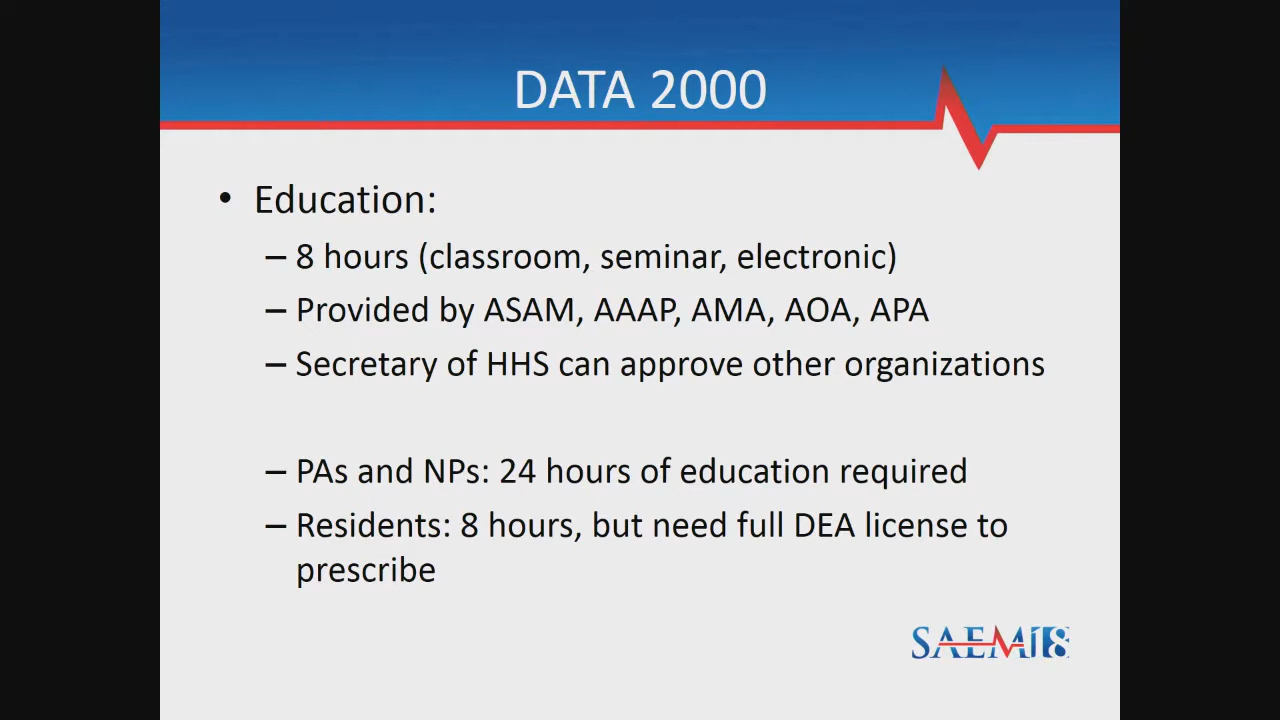 DATA 2000
• Education:
– 8 hours (classroom, seminar, electronic)
– Provided by ASAM, AAAP, AMA, AOA, APA
– Secretary of HHS can approve other organizations
– PAs and NPs: 24 hours of education required
– Residents: 8 hours, but need full DEA license to
prescribe
SAEM18